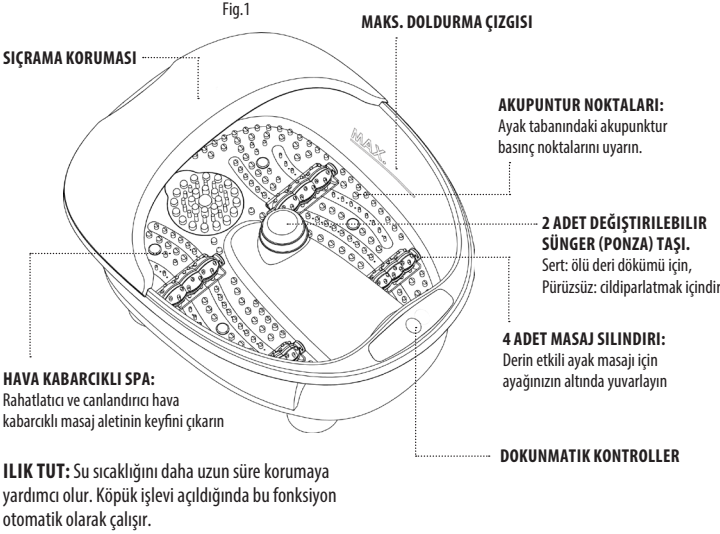 Fig.1
MAKS. DOLDURMA ÇIZGISI
SIÇRAMA KORUMASI
AKUPUNTUR NOKTALARI:
Ayak tabanındaki akupunktur
basınç noktalarını uyarın.
MAX.
2 ADET DEĞIŞTIRILEBILIR
SÜNGER (PONZA) TAŞI.
Sert: ölü deri dökümü için,
Pürüzsüz: cildiparlatmak içindir
4 ADET MASAJ SILINDIRI:
Derin etkili ayak masajı için
ayağınızın altında yuvarlayın
HAVA KABARCIKLI SPA:
Rahatlatıcı ve canlandırıcı hava
kabarcıklı masaj aletinin keyfini çıkarın
DOKUNMATIK KONTROLLER
ILIK TUT: Su sıcaklığını daha uzun süre korumaya
yardımcı olur. Köpük işlevi açıldığında bu fonksiyon
otomatik olarak çalışır.